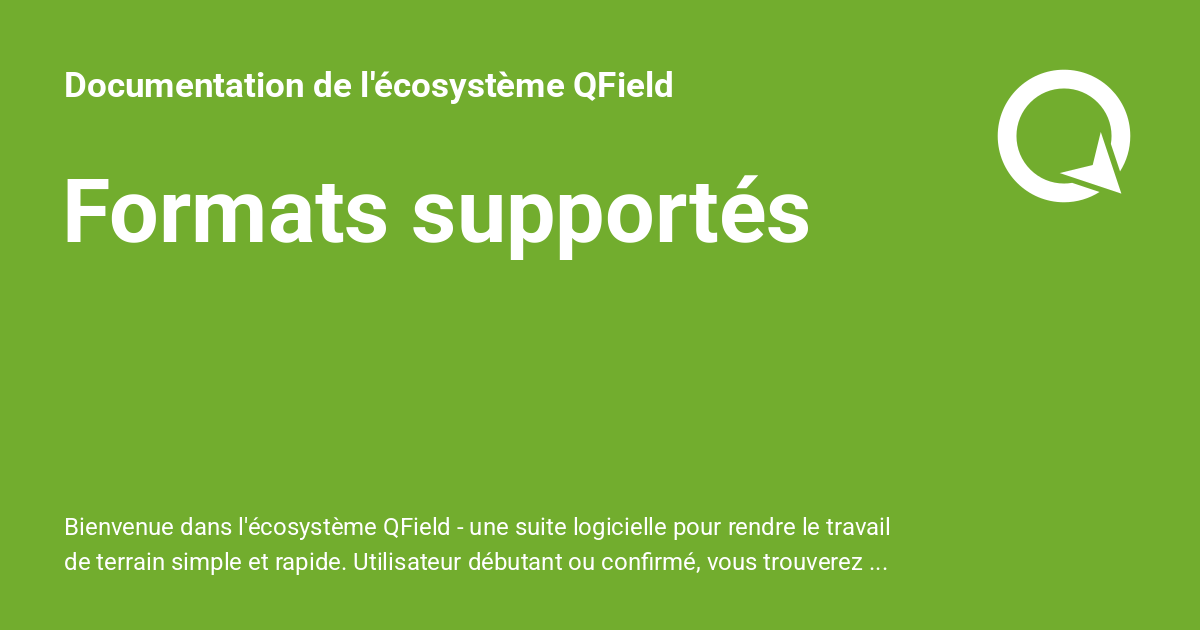 Documentation de l'écosystème QField
Formats supportés
Bienvenue dans l'écosystème QField - une suite logicielle pour rendre le travail
de terrain simple et rapide. Utilisateur débutant ou confirmé, vous trouverez ...